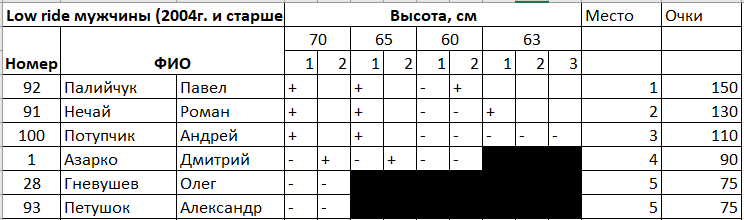 Low ride мужчины (2004г. и старше Высота, см Место Очки
70 65 60 63
Номер ФИО 1 2 1 2 1 2 1 2 3
92 Палийчук Павел + + - + 1 150
91 Нечай Роман + + - - + 2 130
100 Потупчик Андрей + + - - - - - 3 110
1 Азарко Дмитрий - + - + - - 4 90
28 Гневушев Олег - - 5 75
93 Петушок Александр - - 5 75